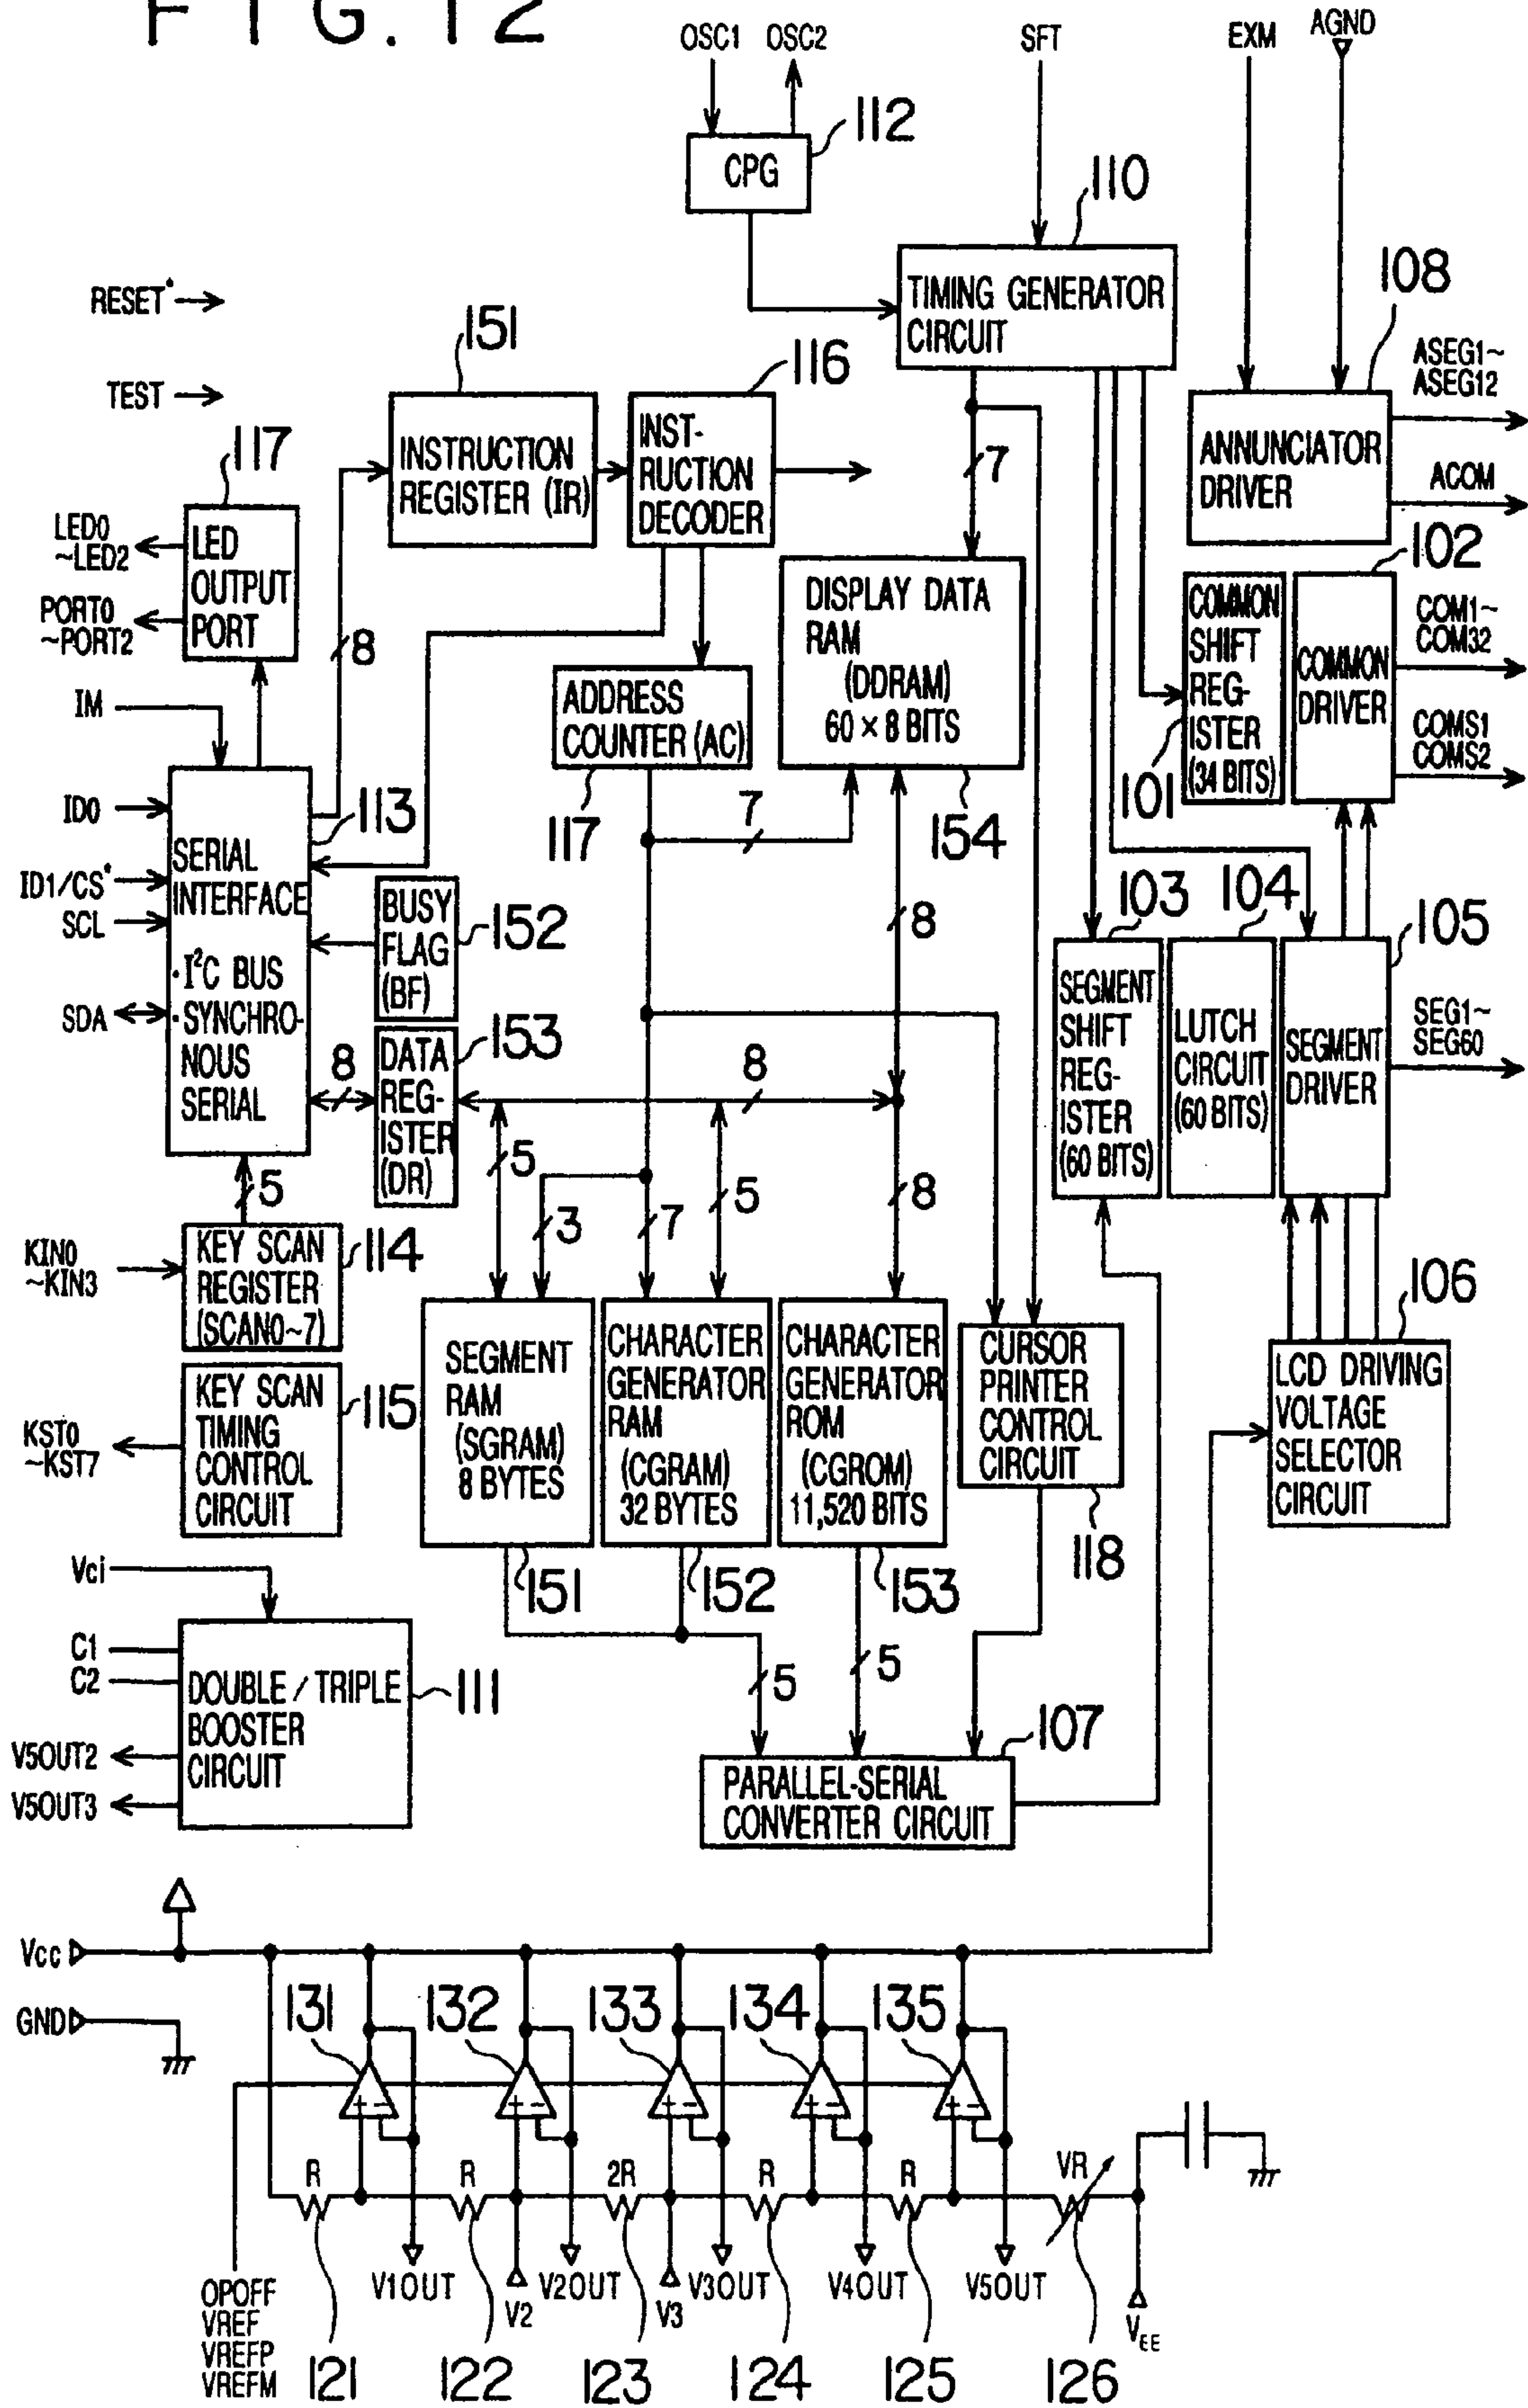 FIG. 12
OSC1 OSC2 SFT EXM AGND
112
CPG
110
TIMING GENERATOR
CIRCUIT
108
RESET*
TEST
151
INSTRUCTION
REGISTER (IR)
116
INST-
RUCTION
DECODER
7
ANNUNCIATOR
DRIVER
ASEG1~
ASEG12
ACOM
117
LED
OUTPUT
PORT
LED0
~LED2
PORT0
~PORT2
8
DISPLAY DATA
RAM
(DDRAM)
60 × 8 BITS
154
102
COMMON
SHIFT
REG-
ISTER
(34 BITS)
101
COMMON
DRIVER
COM1~
COM32
COMS1
COMS2
ADDRESS
COUNTER (AC)
117
7
IM
ID0
ID1/CS*
SCL
SDA
113
SERIAL
INTERFACE
·I²C BUS
·SYNCHRO-
NOUS
SERIAL
BUSY
FLAG
(BF)
152
8
103
104
105
SEGMENT
SHIFT
REG-
ISTER
(60 BITS)
LUTCH
CIRCUIT
(60 BITS)
SEGMENT
DRIVER
SEG1~
SEG60
8
DATA
REG-
ISTER
(DR)
153
8
5
3
7
5
8
5
KIN0
~KIN3
KEY SCAN
REGISTER
(SCAN0~7)
114
KST0
~KST7
KEY SCAN
TIMING
CONTROL
CIRCUIT
115
SEGMENT
RAM
(SGRAM)
8 BYTES
151
CHARACTER
GENERATOR
RAM
(CGRAM)
32 BYTES
152
CHARACTER
GENERATOR
ROM
(CGROM)
11,520 BITS
153
CURSOR
PRINTER
CONTROL
CIRCUIT
118
106
LCD DRIVING
VOLTAGE
SELECTOR
CIRCUIT
Vci
C1
C2
V5OUT2
V5OUT3
DOUBLE / TRIPLE
BOOSTER
CIRCUIT
111
5
5
107
PARALLEL-SERIAL
CONVERTER CIRCUIT
Vcc
GND
131 132 133 134 135
+ − + − + − + − + −
R R 2R R R VR
OPOFF
VREF
VREFP
VREFM
V1OUT V2 V2OUT V3 V3OUT V4OUT V5OUT VEE
121 122 123 124 125 126